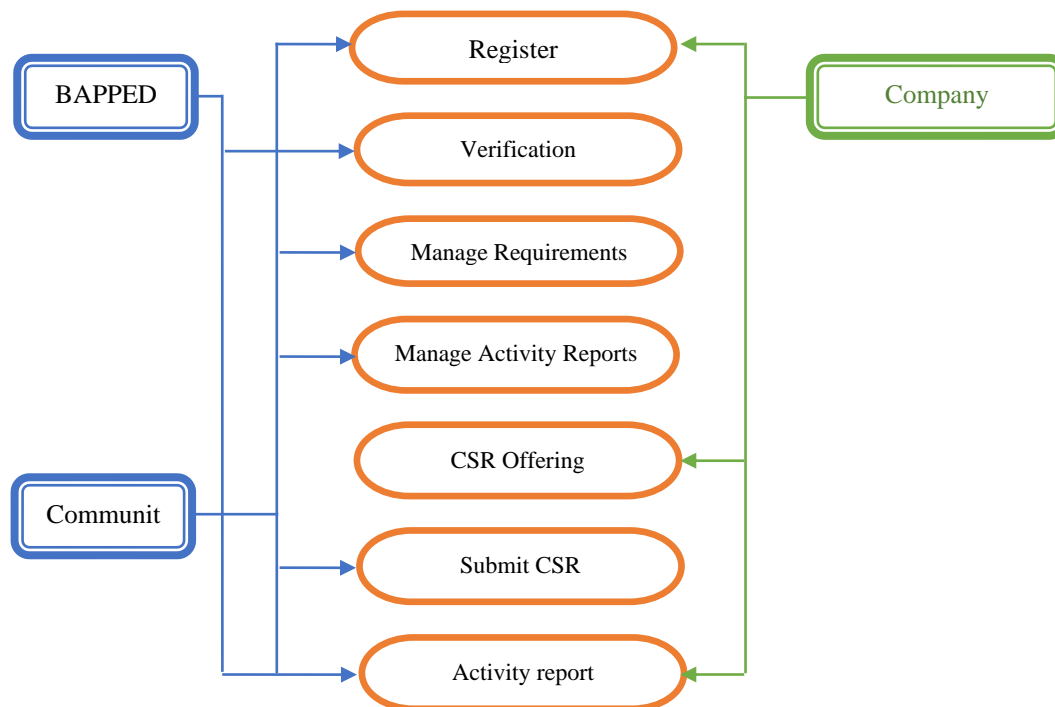 Register
BAPPED
Company
Verification
Manage Requirements
Manage Activity Reports
CSR Offering
Communit
Submit CSR
Activity report